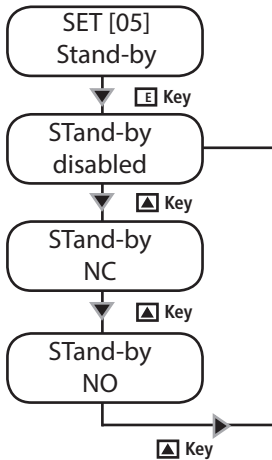 SET [05]
Stand-by
E Key
STand-by
disabled
Key
STand-by
NC
Key
STand-by
NO
Key